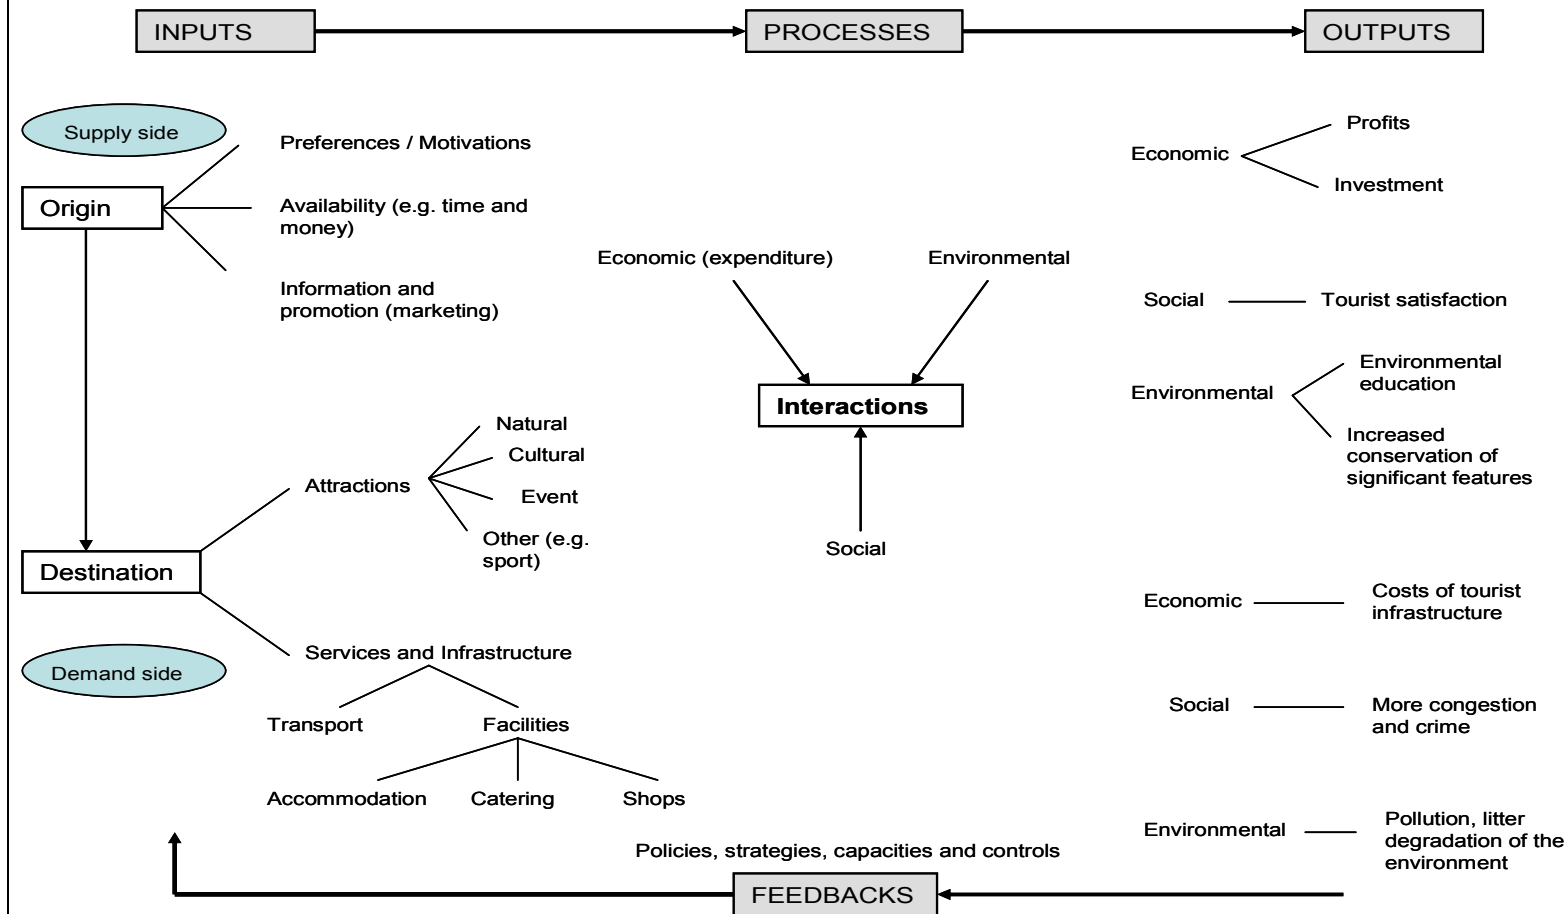 INPUTS
PROCESSES
OUTPUTS
Supply side
Origin
Preferences / Motivations
Availability (e.g. time and
money)
Information and
promotion (marketing)
Destination
Attractions
Natural
Cultural
Event
Other (e.g.
sport)
Demand side
Services and Infrastructure
Transport
Facilities
Accommodation
Catering
Shops
Economic (expenditure)
Environmental
Interactions
Social
Economic
Profits
Investment
Social
Tourist satisfaction
Environmental
Environmental
education
Increased
conservation of
significant features
Economic
Costs of tourist
infrastructure
Social
More congestion
and crime
Environmental
Pollution, litter
degradation of the
environment
Policies, strategies, capacities and controls
FEEDBACKS